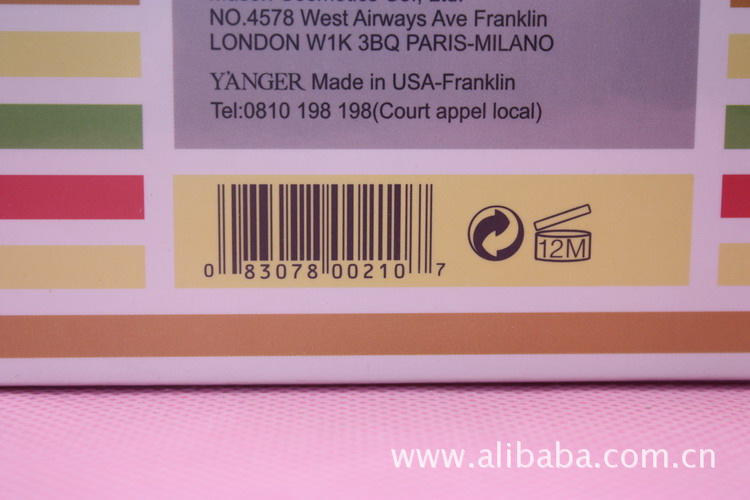 NO.4578 West Airways Ave Franklin
LONDON W1K 3BQ PARIS-MILANO
Y'ANGER Made in USA-Franklin
Tel:0810 198 198(Court appel local)
0 83078 00210 7
12M
www.alibaba.com.cn